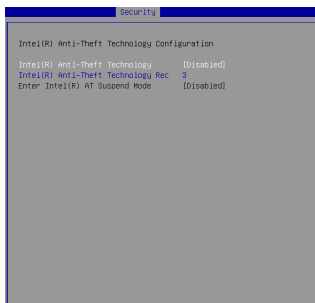 Security
Intel(R) Anti-Theft Technology Configuration
Intel(R) Anti-Theft Technology [Disabled]
Intel(R) Anti-Theft Technology Rec 3
Enter Intel(R) AT Suspend Mode [Disabled]